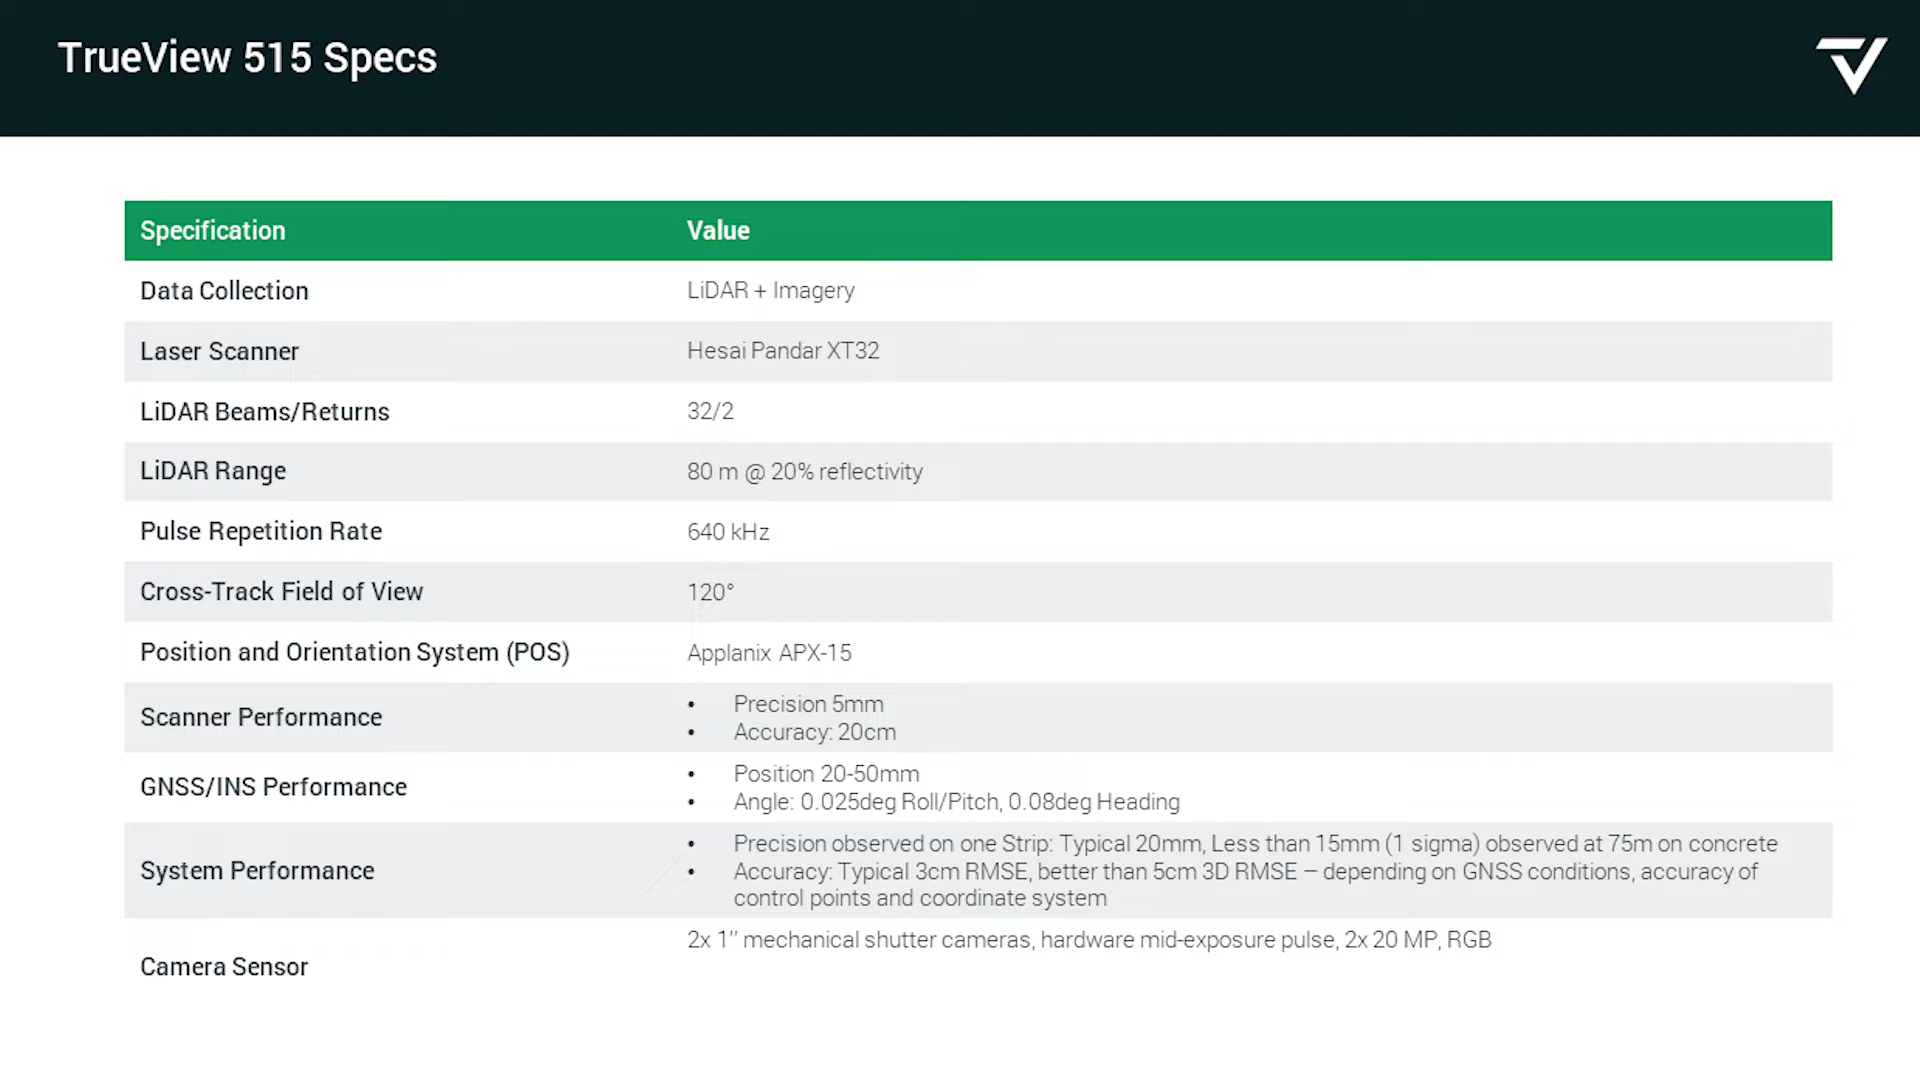 TrueView 515 Specs
Specification Value
Data Collection LiDAR + Imagery
Laser Scanner Hesai Pandar XT32
LiDAR Beams/Returns 32/2
LiDAR Range 80 m @ 20% reflectivity
Pulse Repetition Rate 640 kHz
Cross-Track Field of View 120°
Position and Orientation System (POS) Applanix APX-15
Scanner Performance
• Precision 5mm
• Accuracy: 20cm
GNSS/INS Performance
• Position 20-50mm
• Angle: 0.025deg Roll/Pitch, 0.08deg Heading
System Performance
• Precision observed on one Strip: Typical 20mm, Less than 15mm (1 sigma) observed at 75m on concrete
• Accuracy: Typical 3cm RMSE, better than 5cm 3D RMSE – depending on GNSS conditions, accuracy of
control points and coordinate system
Camera Sensor 2x 1” mechanical shutter cameras, hardware mid-exposure pulse, 2x 20 MP, RGB